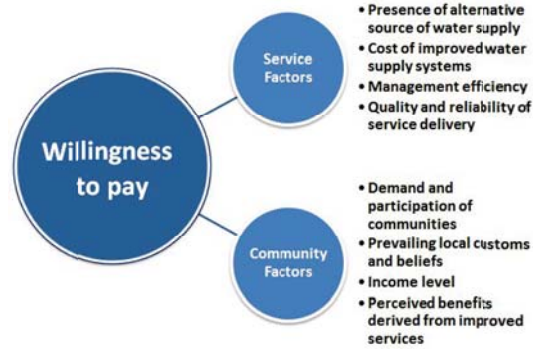 Willingness
to pay
Service
Factors
• Presence of alternative
source of water supply
• Cost of improved water
supply systems
• Management efficiency
• Quality and reliability of
service delivery
Community
Factors
• Demand and
participation of
communities
• Prevailing local customs
and beliefs
• Income level
• Perceived benefits
derived from improved
services